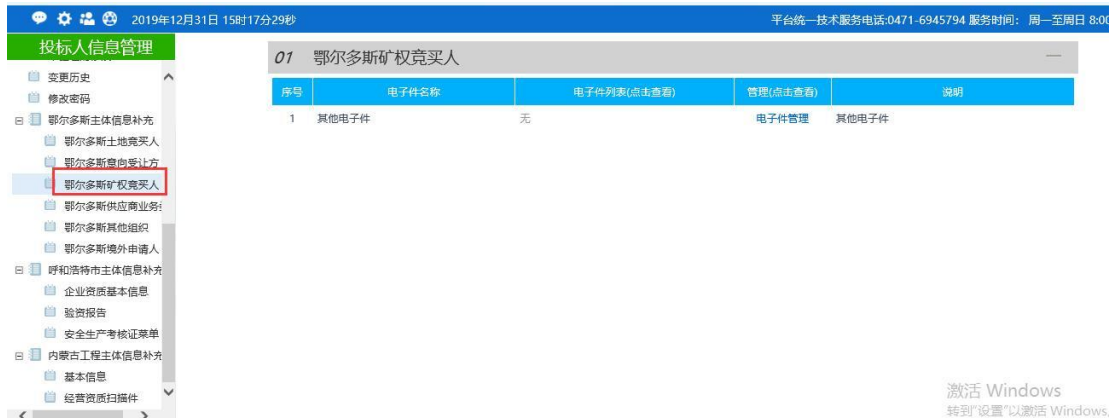 2019年12月31日 15时17分29秒
平台统一技术服务电话:0471-6945794 服务时间: 周一至周日 8:00
投标人信息管理
变更历史
修改密码
鄂尔多斯主体信息补充
鄂尔多斯土地竞买人
鄂尔多斯意向受让方
鄂尔多斯矿权竞买人
鄂尔多斯供应商业务
鄂尔多斯其他组织
鄂尔多斯境外申请人
呼和浩特市主体信息补充
企业资质基本信息
验资报告
安全生产考核证菜单
内蒙古工程主体信息补充
基本信息
经营资质扫描件
01 鄂尔多斯矿权竞买人
序号 电子件名称 电子件列表(点击查看) 管理(点击查看) 说明
1 其他电子件 无 电子件管理 其他电子件
激活 Windows
转到"设置"以激活 Windows